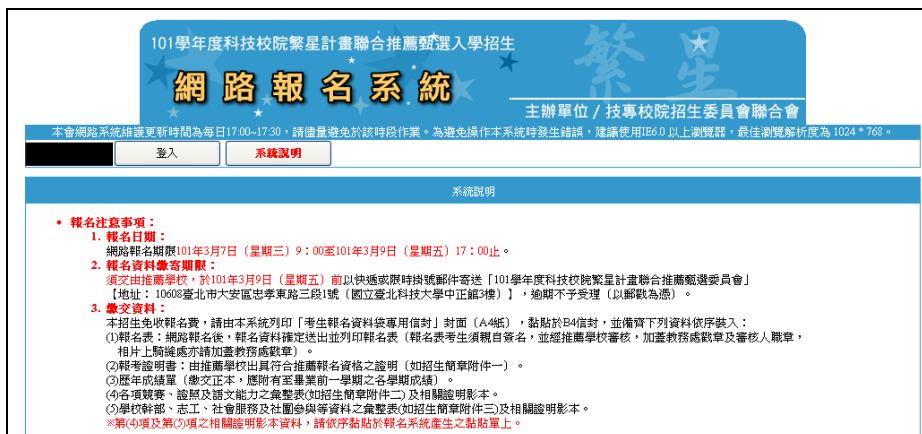 101學年度科技校院繁星計畫聯合推薦甄選入學招生
繁星
網路報名系統
主辦單位 / 技專校院招生委員會聯合會
本會網路系統維護更新時間為每日17:00~17:30，請儘量避免於該時段作業。為避免操作本系統時發生錯誤，建議使用IE6.0以上瀏覽器，最佳瀏覽解析度為 1024 * 768。
登入 系統說明
系統說明
• 報名注意事項：
1. 報名日期：
網路報名期限101年3月7日（星期三）9：00至101年3月9日（星期五）17：00止。
2. 報名資料繳寄期限：
須交由推薦學校，於101年3月9日（星期五）前以快遞或限時掛號郵件寄送「101學年度科技校院繁星計畫聯合推薦甄選委員會」
【地址： 10608臺北市大安區忠孝東路三段1號（國立臺北科技大學中正館3樓）】，逾期不予受理（以郵戳為憑）。
3. 繳交資料：
本招生免收報名費，請由本系統列印「考生報名資料袋專用信封」封面（A4紙），黏貼於B4信封，並備齊下列資料依序裝入：
(1)報名表：網路報名後，報名資料確定送出並列印報名表（報名表考生須親自簽名，並經推薦學校審核，加蓋教務處戳章及審核人職章，
相片上騎縫處亦請加蓋教務處戳章）。
(2)報考證明書：由推薦學校出具符合推薦報名資格之證明（如招生簡章附件一）。
(3)歷年成績單（繳交正本，應附有至畢業前一學期之各學期成績）。
(4)各項競賽、證照及語文能力之彙整表(如招生簡章附件二)及相關證明影本。
(5)學校幹部、志工、社會服務及社團參與等資料之彙整表(如招生簡章附件三)及相關證明影本。
※第(4)項及第(5)項之相關證明影本資料，請依序黏貼於報名系統產生之黏貼單上。